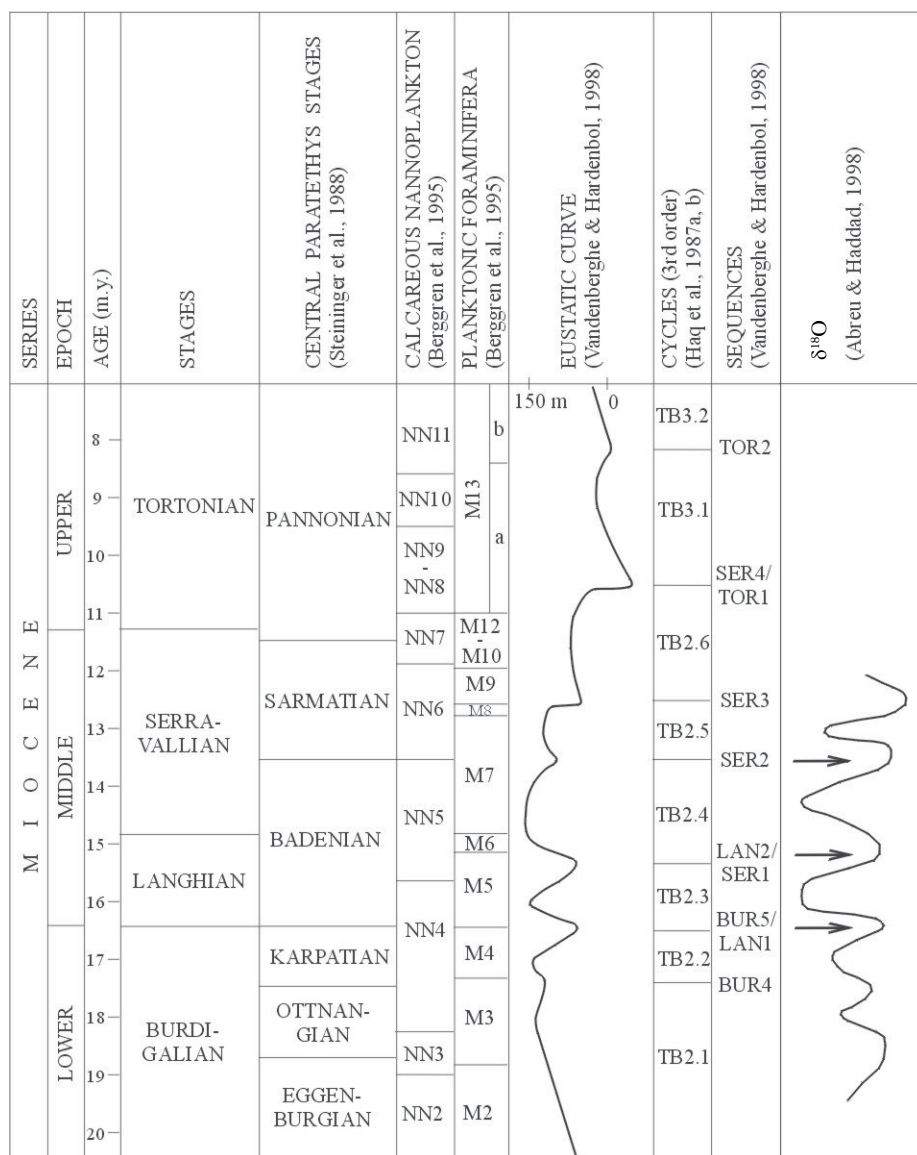 SERIES
EPOCH
AGE (m.y.)
STAGES
CENTRAL PARATETHYS STAGES
(Steininger et al., 1988)
CALCAREOUS NANNOPLANKTON
(Berggren et al., 1995)
PLANKTONIC FORAMINIFERA
(Berggren et al., 1995)
EUSTATIC CURVE
(Vandenberghe & Hardenbol, 1998)
CYCLES (3rd order)
(Haq et al., 1987a, b)
SEQUENCES
(Vandenberghe & Hardenbol, 1998)
δ¹⁸O
(Abreu & Haddad, 1998)
MIOCENE
UPPER
MIDDLE
LOWER
8
9
10
11
12
13
14
15
16
17
18
19
20
TORTONIAN
SERRA-
VALLIAN
LANGHIAN
BURDI-
GALIAN
PANNONIAN
SARMATIAN
BADENIAN
KARPATIAN
OTTNAN-
GIAN
EGGEN-
BURGIAN
NN11
NN10
NN9
-
NN8
NN7
NN6
NN5
NN4
NN3
NN2
M13
b
a
M12
-
M10
M9
M8
M7
M6
M5
M4
M3
M2
150 m
0
TB3.2
TB3.1
TB2.6
TB2.5
TB2.4
TB2.3
TB2.2
TB2.1
TOR2
SER4/
TOR1
SER3
SER2
LAN2/
SER1
BUR5/
LAN1
BUR4